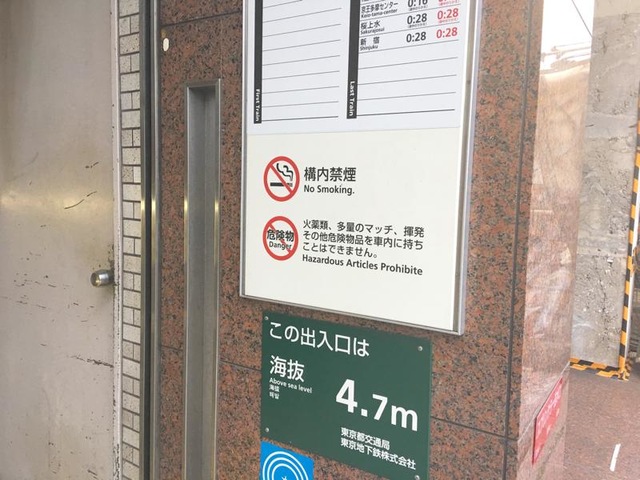 京王多摩センター 0:16
Keio-tama-center
桜上水 0:28 0:28
Sakurajosui
新宿 0:28 0:28
Shinjuku
First Train
Last Train
構内禁煙
No Smoking.
危険物
Danger
火薬類、多量のマッチ、揮発
その他危険物品を車内に持ち
ことはできません。
Hazardous Articles Prohibite
この出入口は
海抜
Above sea level
4.7m
東京都交通局
東京地下鉄株式会社